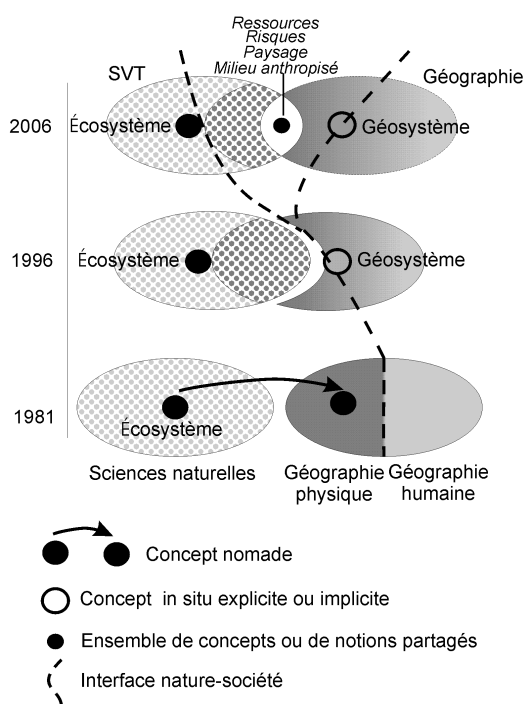 Ressources
Risques
Paysage
Milieu anthropisé
SVT
Géographie
2006
Écosystème
Géosystème
1996
Écosystème
Géosystème
1981
Écosystème
Sciences naturelles
Géographie
physique
Géographie
humaine
Concept nomade
Concept in situ explicite ou implicite
Ensemble de concepts ou de notions partagés
Interface nature-société